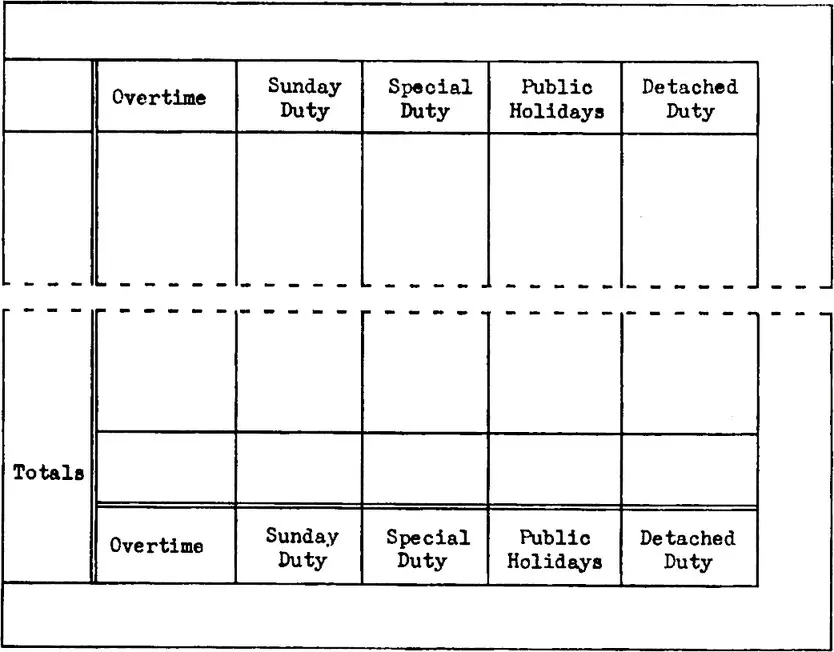 Overtime
Sunday
Duty
Special
Duty
Public
Holidays
Detached
Duty
Totals
Overtime
Sunday
Duty
Special
Duty
Public
Holidays
Detached
Duty